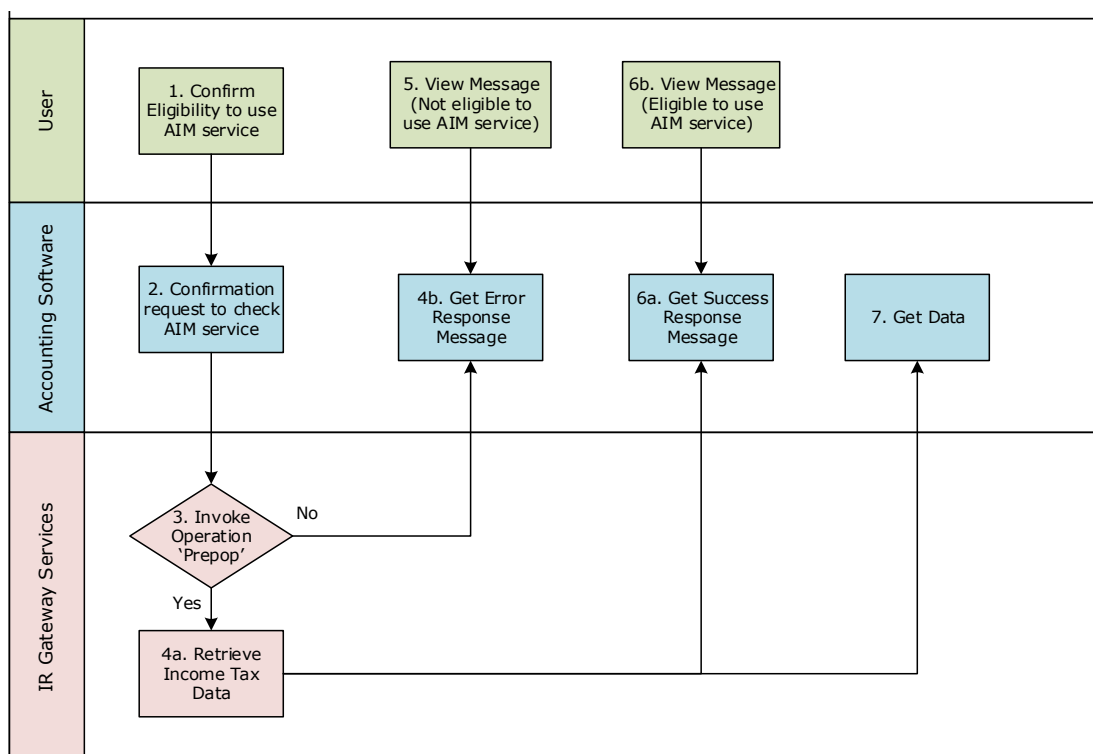 User
1. Confirm
Eligibility to use
AIM service
5. View Message
(Not eligible to
use AIM service)
6b. View Message
(Eligible to use
AIM service)
Accounting Software
2. Confirmation
request to check
AIM service
4b. Get Error
Response
Message
6a. Get Success
Response
Message
7. Get Data
IR Gateway Services
3. Invoke
Operation
‘Prepop’
No
Yes
4a. Retrieve
Income Tax
Data